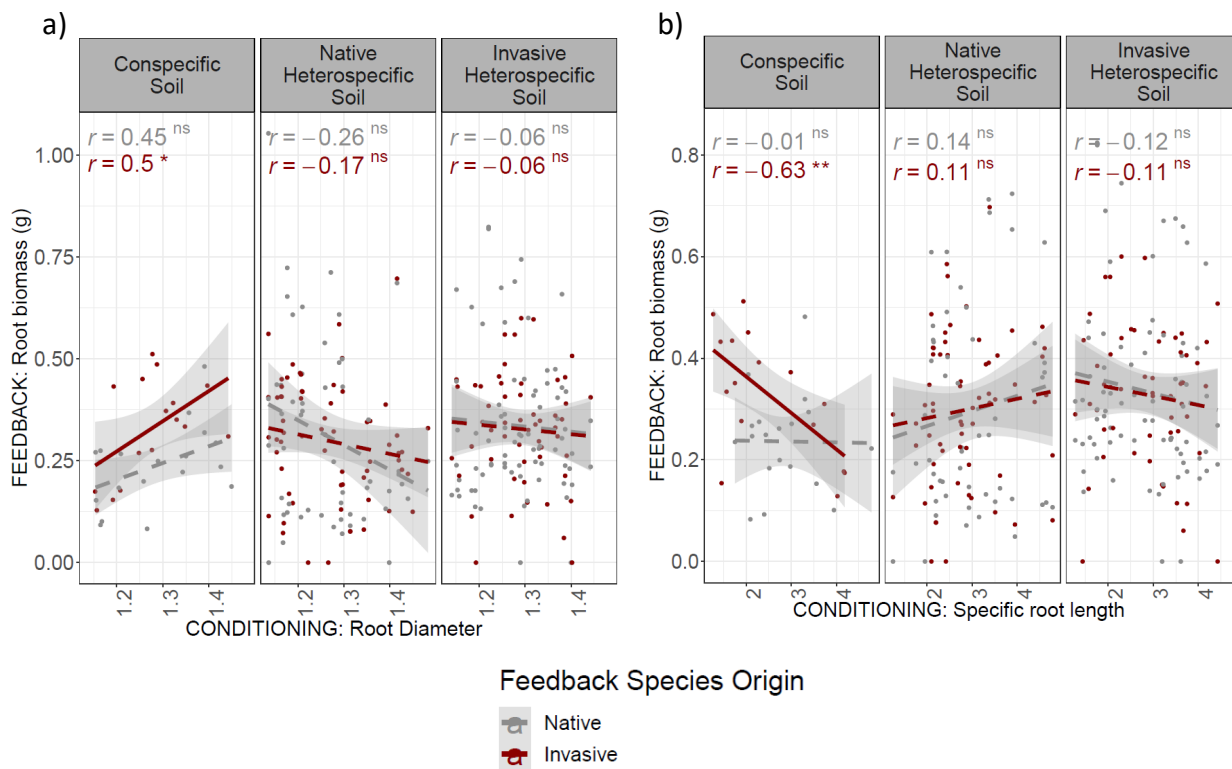 a)
Conspecific
Soil
Native
Heterospecific
Soil
Invasive
Heterospecific
Soil
r = 0.45 ns
r = 0.5 *
r = −0.26 ns
r = −0.17 ns
r = −0.06 ns
r = −0.06 ns
FEEDBACK: Root biomass (g)
1.00
0.75
0.50
0.25
0.00
1.2 1.3 1.4 1.2 1.3 1.4 1.2 1.3 1.4
CONDITIONING: Root Diameter
b)
Conspecific
Soil
Native
Heterospecific
Soil
Invasive
Heterospecific
Soil
r = −0.01 ns
r = −0.63 **
r = 0.14 ns
r = 0.11 ns
r = −0.12 ns
r = −0.11 ns
FEEDBACK: Root biomass (g)
0.8
0.6
0.4
0.2
0.0
2 3 4 2 3 4 2 3 4
CONDITIONING: Specific root length
Feedback Species Origin
a Native
a Invasive